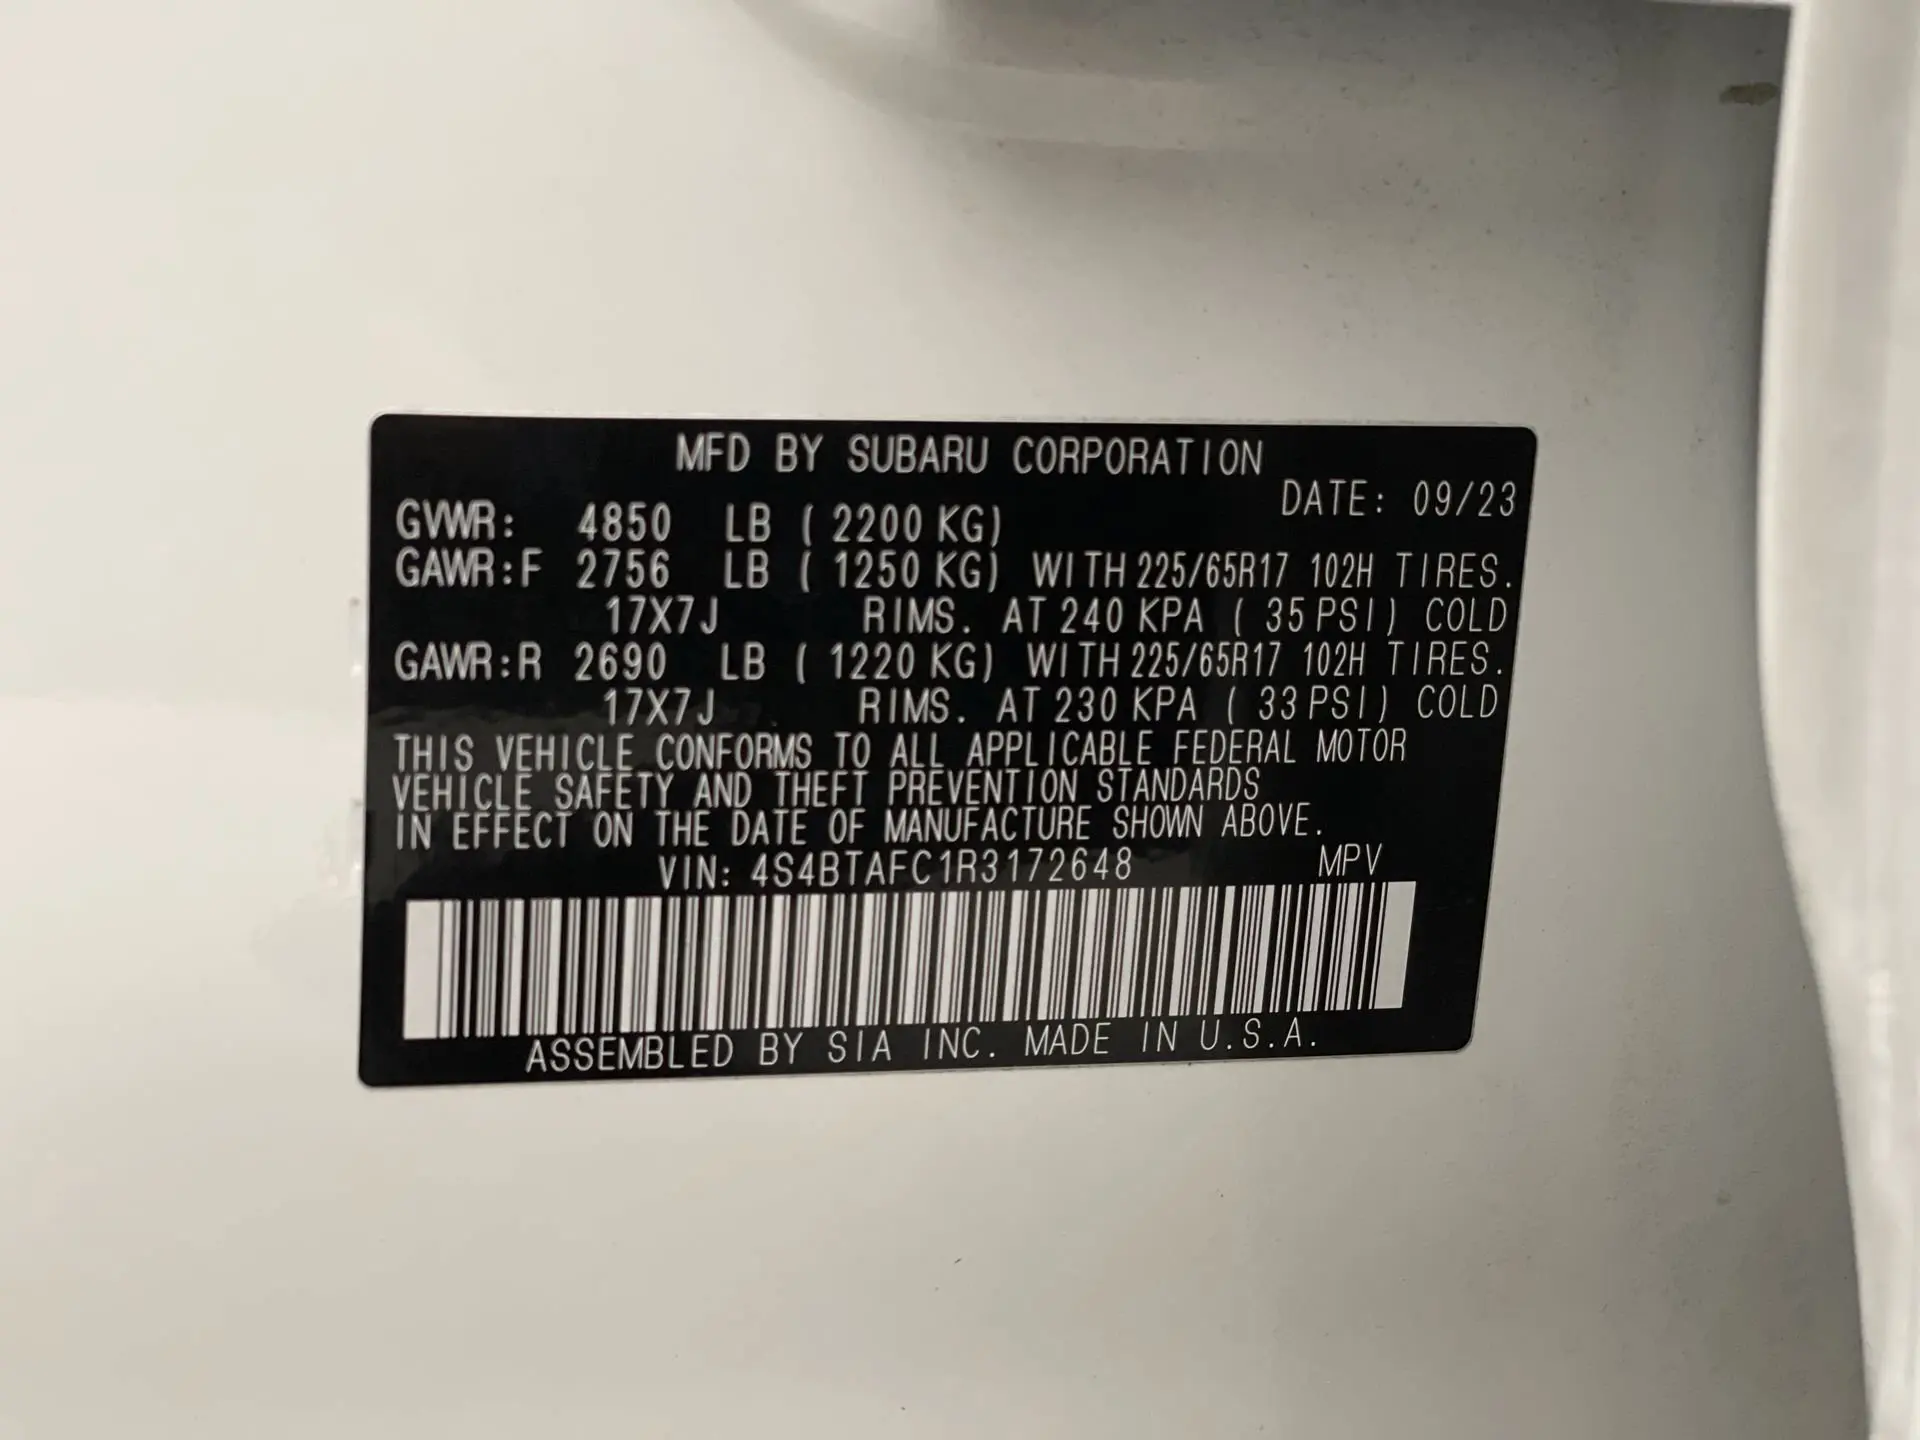 MFD BY SUBARU CORPORATION
DATE: 09/23
GVWR: 4850 LB ( 2200 KG)
GAWR:F 2756 LB ( 1250 KG) WITH 225/65R17 102H TIRES.
17X7J RIMS. AT 240 KPA ( 35 PSI) COLD
GAWR:R 2690 LB ( 1220 KG) WITH 225/65R17 102H TIRES.
17X7J RIMS. AT 230 KPA ( 33 PSI) COLD
THIS VEHICLE CONFORMS TO ALL APPLICABLE FEDERAL MOTOR
VEHICLE SAFETY AND THEFT PREVENTION STANDARDS
IN EFFECT ON THE DATE OF MANUFACTURE SHOWN ABOVE.
VIN: 4S4BTAFC1R3172648 MPV
ASSEMBLED BY SIA INC. MADE IN U.S.A.